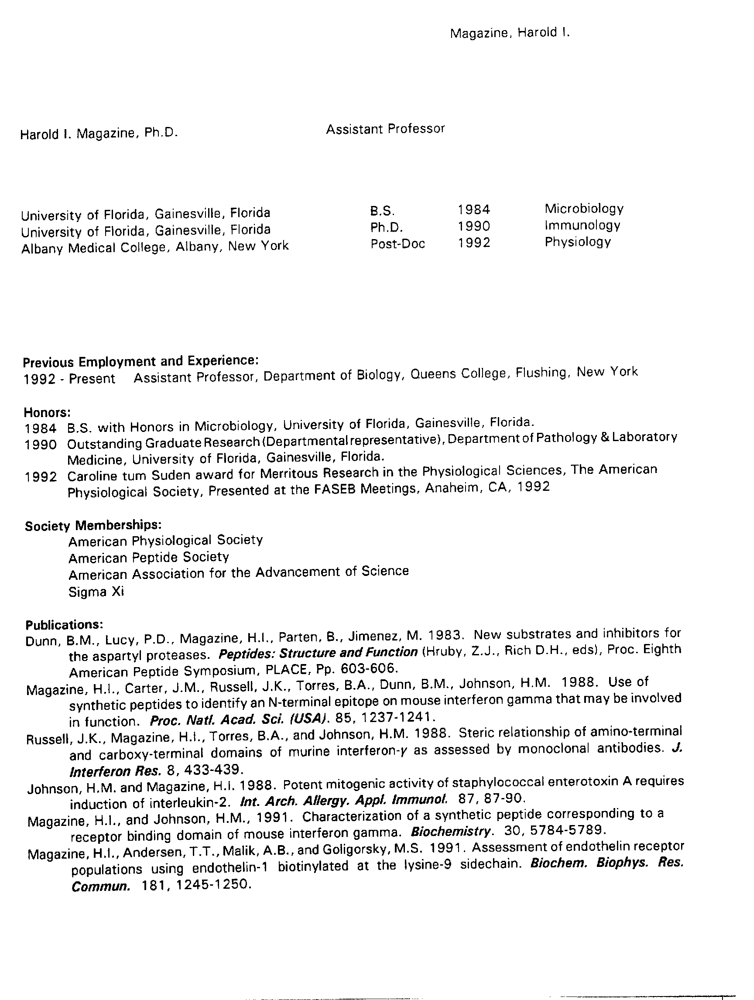 Magazine, Harold I.
Harold I. Magazine, Ph.D. Assistant Professor
University of Florida, Gainesville, Florida B.S. 1984 Microbiology
University of Florida, Gainesville, Florida Ph.D. 1990 Immunology
Albany Medical College, Albany, New York Post-Doc 1992 Physiology
Previous Employment and Experience:
1992 - Present Assistant Professor, Department of Biology, Queens College, Flushing, New York
Honors:
1984 B.S. with Honors in Microbiology, University of Florida, Gainesville, Florida.
1990 Outstanding Graduate Research (Departmental representative), Department of Pathology & Laboratory
Medicine, University of Florida, Gainesville, Florida.
1992 Caroline tum Suden award for Merritous Research in the Physiological Sciences, The American
Physiological Society, Presented at the FASEB Meetings, Anaheim, CA, 1992
Society Memberships:
American Physiological Society
American Peptide Society
American Association for the Advancement of Science
Sigma Xi
Publications:
Dunn, B.M., Lucy, P.D., Magazine, H.I., Parten, B., Jimenez, M. 1983. New substrates and inhibitors for
the aspartyl proteases. Peptides: Structure and Function (Hruby, Z.J., Rich D.H., eds), Proc. Eighth
American Peptide Symposium, PLACE, Pp. 603-606.
Magazine, H.I., Carter, J.M., Russell, J.K., Torres, B.A., Dunn, B.M., Johnson, H.M. 1988. Use of
synthetic peptides to identify an N-terminal epitope on mouse interferon gamma that may be involved
in function. Proc. Natl. Acad. Sci. (USA). 85, 1237-1241.
Russell, J.K., Magazine, H.I., Torres, B.A., and Johnson, H.M. 1988. Steric relationship of amino-terminal
and carboxy-terminal domains of murine interferon-γ as assessed by monoclonal antibodies. J.
Interferon Res. 8, 433-439.
Johnson, H.M. and Magazine, H.I. 1988. Potent mitogenic activity of staphylococcal enterotoxin A requires
induction of interleukin-2. Int. Arch. Allergy. Appl. Immunol. 87, 87-90.
Magazine, H.I., and Johnson, H.M., 1991. Characterization of a synthetic peptide corresponding to a
receptor binding domain of mouse interferon gamma. Biochemistry. 30, 5784-5789.
Magazine, H.I., Andersen, T.T., Malik, A.B., and Goligorsky, M.S. 1991. Assessment of endothelin receptor
populations using endothelin-1 biotinylated at the lysine-9 sidechain. Biochem. Biophys. Res.
Commun. 181, 1245-1250.